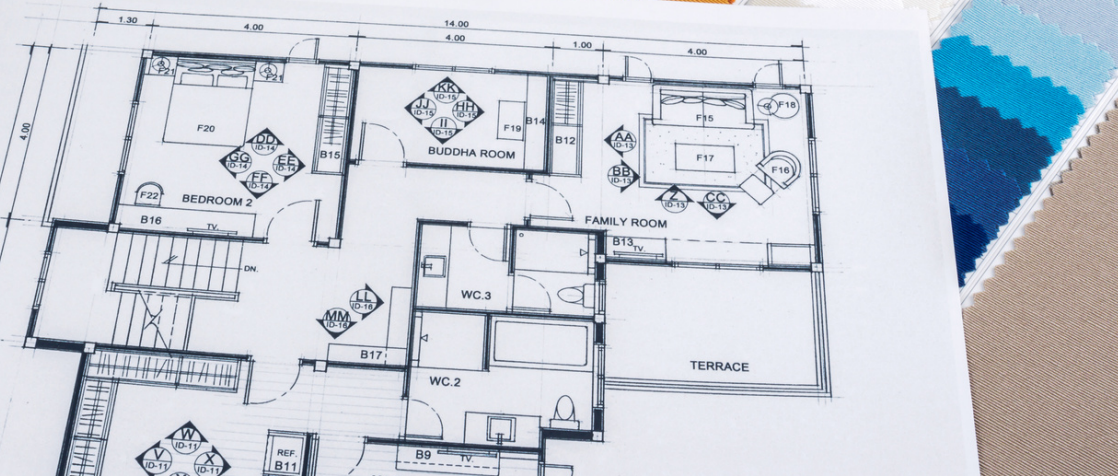 14.00
1.30
4.00
4.00
1.00
4.00
4.00
F21
F21
F20
DD
ID-14
GG
ID-14
EE
ID-14
FF
ID-14
F22
BEDROOM 2
B16
TV.
B15
KK
ID-15
JJ
ID-15
HH
ID-15
II
ID-15
F19
B14
BUDDHA ROOM
B12
AA
ID-13
BB
ID-13
F15
F17
F18
F16
Z
ID-13
CC
ID-13
FAMILY ROOM
B13
TV.
DN.
WC.3
LL
ID-16
MM
ID-16
B17
WC.2
TERRACE
W
ID-11
V
ID-11
X
ID-11
REF.
B11
B9
TV.